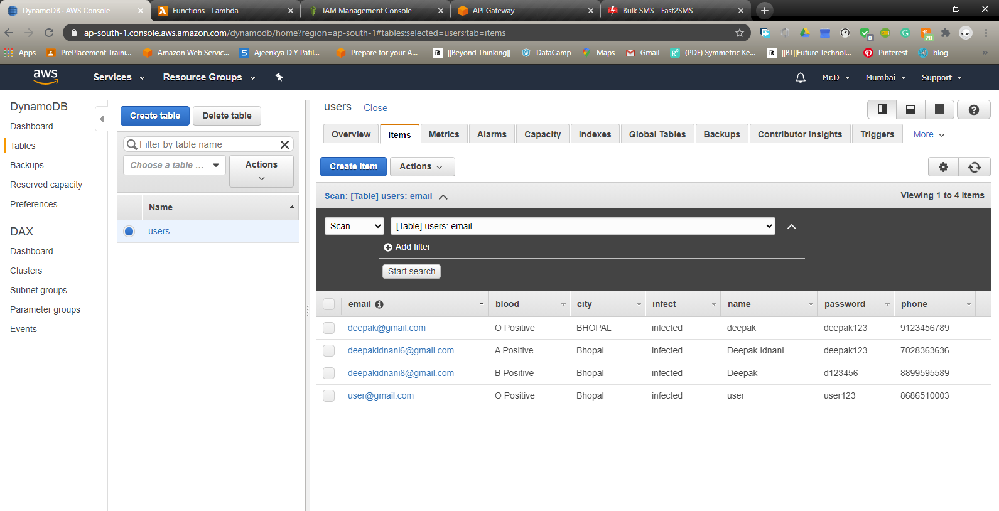 DynamoDB · AWS Console
Functions - Lambda
IAM Management Console
API Gateway
Bulk SMS - Fast2SMS
ap-south-1.console.aws.amazon.com/dynamodb/home?region=ap-south-1#tables:selected=users;tab=items
0
20
Apps
PrePlacement Traini...
Amazon Web Servic...
Ajeenkya D Y Patil...
Prepare for your A...
||Beyond Thinking||
DataCamp
Maps
Gmail
(PDF) Symmetric Ke...
||BT||Future Technol...
Pinterest
blog
»
aws
Services
Resource Groups
Mr.D
Mumbai
Support
DynamoDB
Dashboard
Tables
Backups
Reserved capacity
Preferences
DAX
Dashboard
Clusters
Subnet groups
Parameter groups
Events
Create table
Delete table
Filter by table name
Choose a table ...
Actions
Name
users
users Close
Overview
Items
Metrics
Alarms
Capacity
Indexes
Global Tables
Backups
Contributor Insights
Triggers
More
Create item
Actions
Scan: [Table] users: email
Viewing 1 to 4 items
Scan
[Table] users: email
Add filter
Start search
email blood city infect name password phone
deepak@gmail.com O Positive BHOPAL infected deepak deepak123 9123456789
deepakidnani6@gmail.com A Positive Bhopal infected Deepak Idnani deepak123 7028363636
deepakidnani8@gmail.com B Positive Bhopal infected Deepak d123456 8899595589
user@gmail.com O Positive Bhopal infected user user123 8686510003